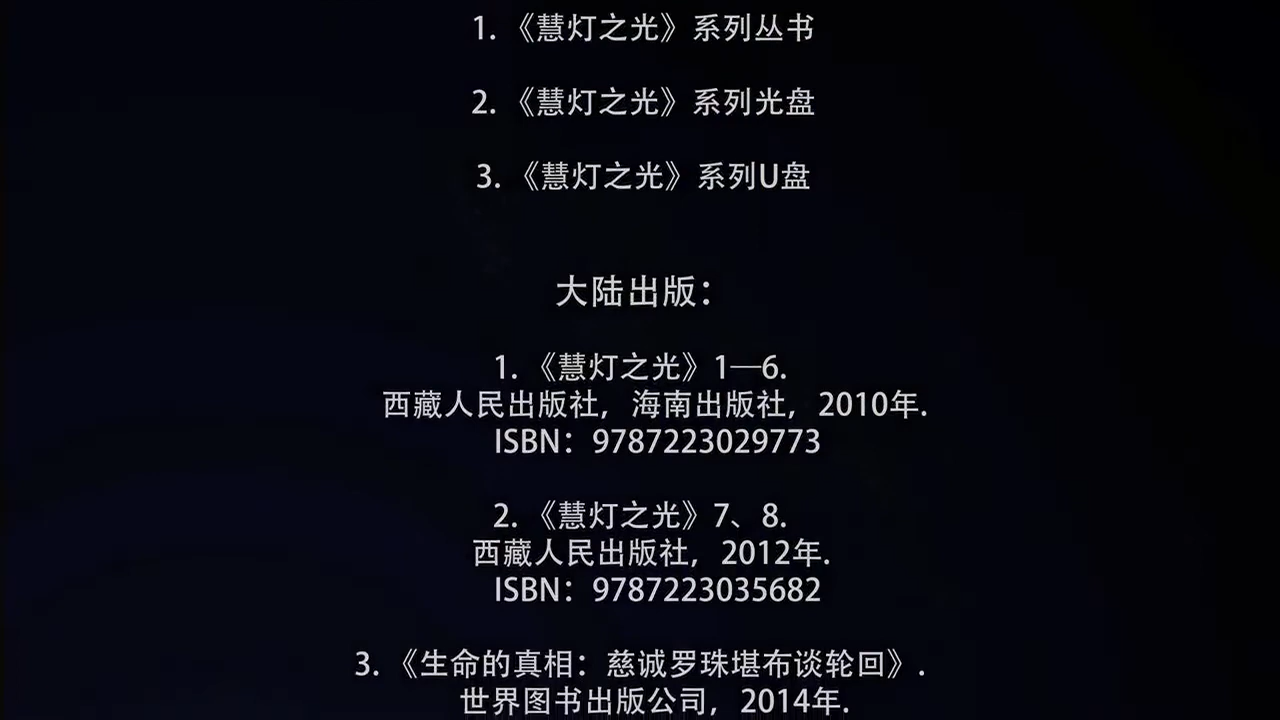 1. 《慧灯之光》系列丛书
2. 《慧灯之光》系列光盘
3. 《慧灯之光》系列U盘
大陆出版：
1. 《慧灯之光》1—6.
西藏人民出版社，海南出版社，2010年.
ISBN：9787223029773
2. 《慧灯之光》7、8.
西藏人民出版社，2012年.
ISBN：9787223035682
3. 《生命的真相：慈诚罗珠堪布谈轮回》.
世界图书出版公司，2014年.